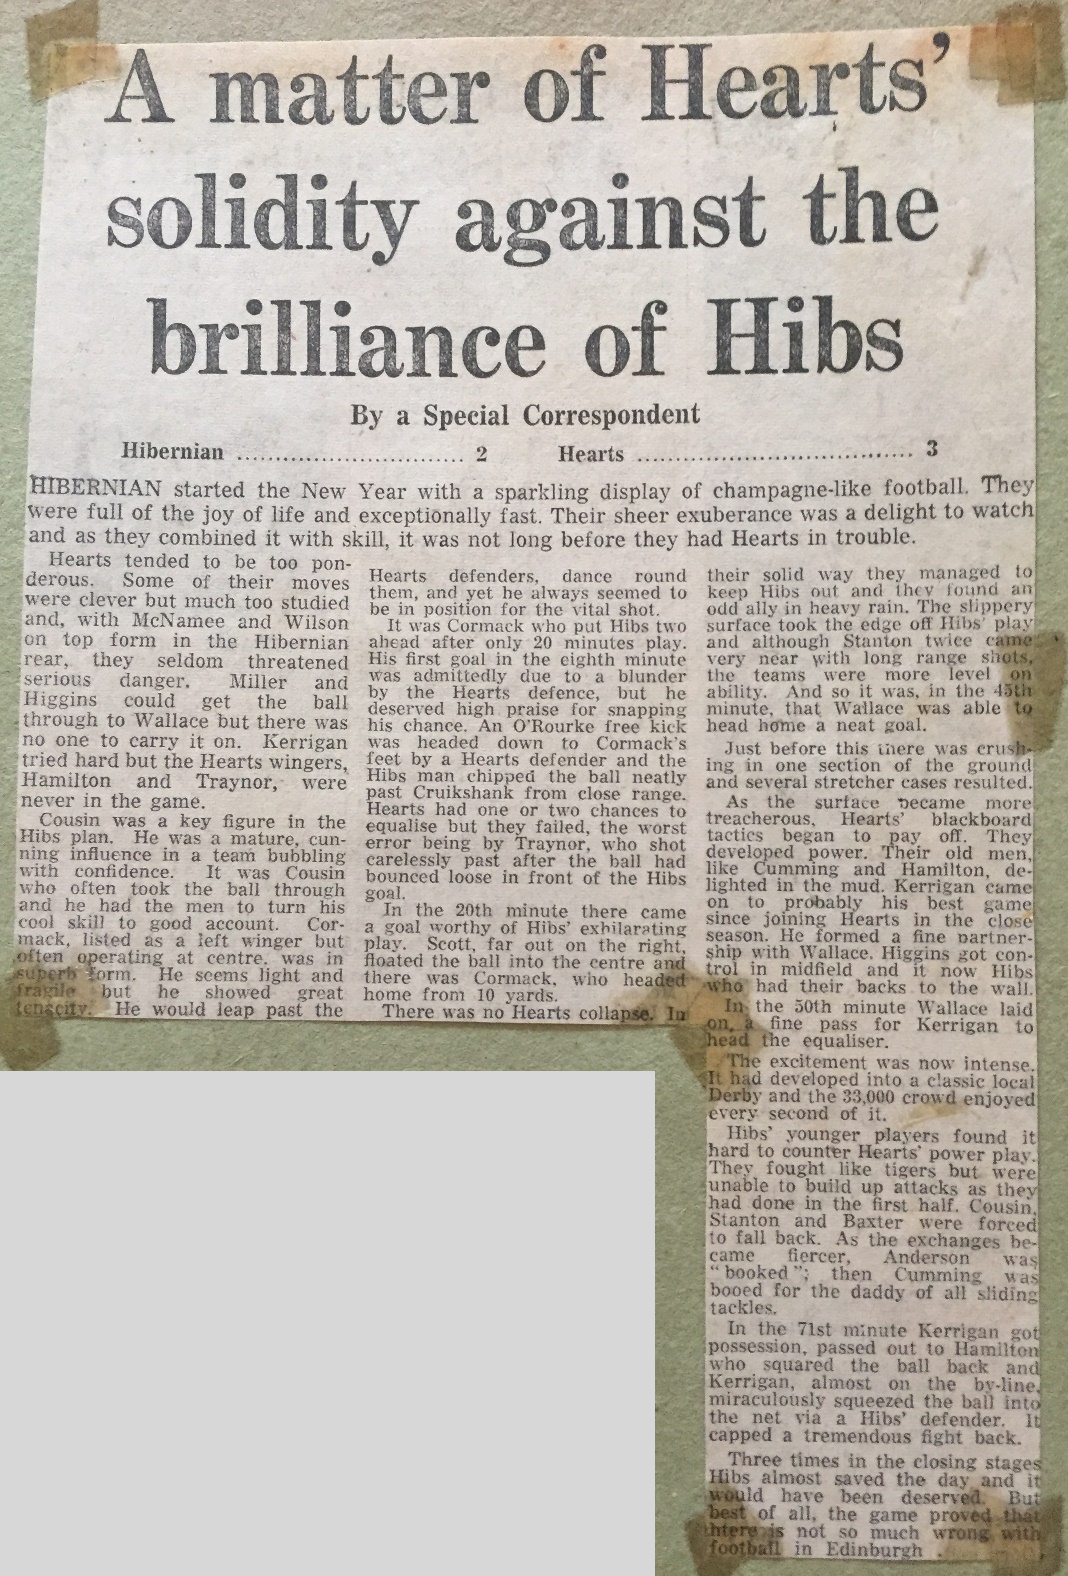 A matter of Hearts’
solidity against the
brilliance of Hibs
By a Special Correspondent
Hibernian .............................. 2 Hearts ................................... 3
HIBERNIAN started the New Year with a sparkling display of champagne-like football. They
were full of the joy of life and exceptionally fast. Their sheer exuberance was a delight to watch
and as they combined it with skill, it was not long before they had Hearts in trouble.
Hearts tended to be too pon-
derous. Some of their moves
were clever but much too studied
and, with McNamee and Wilson
on top form in the Hibernian
rear, they seldom threatened
serious danger. Miller and
Higgins could get the ball
through to Wallace but there was
no one to carry it on. Kerrigan
tried hard but the Hearts wingers,
Hamilton and Traynor, were
never in the game.
Cousin was a key figure in the
Hibs plan. He was a mature, cun-
ning influence in a team bubbling
with confidence. It was Cousin
who often took the ball through
and he had the men to turn his
cool skill to good account. Cor-
mack, listed as a left winger but
often operating at centre, was in
superb form. He seems light and
fragile but he showed great
tenacity. He would leap past the
Hearts defenders, dance round
them, and yet he always seemed to
be in position for the vital shot.
It was Cormack who put Hibs two
ahead after only 20 minutes play.
His first goal in the eighth minute
was admittedly due to a blunder
by the Hearts defence, but he
deserved high praise for snapping
his chance. An O’Rourke free kick
was headed down to Cormack’s
feet by a Hearts defender and the
Hibs man chipped the ball neatly
past Cruikshank from close range.
Hearts had one or two chances to
equalise but they failed, the worst
error being by Traynor, who shot
carelessly past after the ball had
bounced loose in front of the Hibs
goal.
In the 20th minute there came
a goal worthy of Hibs’ exhilarating
play. Scott, far out on the right,
floated the ball into the centre and
there was Cormack, who headed
home from 10 yards.
There was no Hearts collapse. In
their solid way they managed to
keep Hibs out and they found an
odd ally in heavy rain. The slippery
surface took the edge off Hibs’ play
and although Stanton twice came
very near with long range shots,
the teams were more level on
ability. And so it was, in the 45th
minute, that Wallace was able to
head home a neat goal.
Just before this there was crush-
ing in one section of the ground
and several stretcher cases resulted.
As the surface became more
treacherous, Hearts’ blackboard
tactics began to pay off. They
developed power. Their old men,
like Cumming and Hamilton, de-
lighted in the mud. Kerrigan came
on to probably his best game
since joining Hearts in the close
season. He formed a fine partner-
ship with Wallace. Higgins got con-
trol in midfield and it now Hibs
who had their backs to the wall.
In the 50th minute Wallace laid
on a fine pass for Kerrigan to
head the equaliser.
The excitement was now intense.
It had developed into a classic local
Derby and the 33,000 crowd enjoyed
every second of it.
Hibs’ younger players found it
hard to counter Hearts’ power play.
They fought like tigers but were
unable to build up attacks as they
had done in the first half. Cousin,
Stanton and Baxter were forced
to fall back. As the exchanges be-
came fiercer, Anderson was
“booked”; then Cumming was
booed for the daddy of all sliding
tackles.
In the 71st minute Kerrigan got
possession, passed out to Hamilton
who squared the ball back and
Kerrigan, almost on the by-line,
miraculously squeezed the ball into
the net via a Hibs’ defender. It
capped a tremendous fight back.
Three times in the closing stages
Hibs almost saved the day and it
would have been deserved. But
best of all, the game proved that
htere is not so much wrong with
football in Edinburgh .